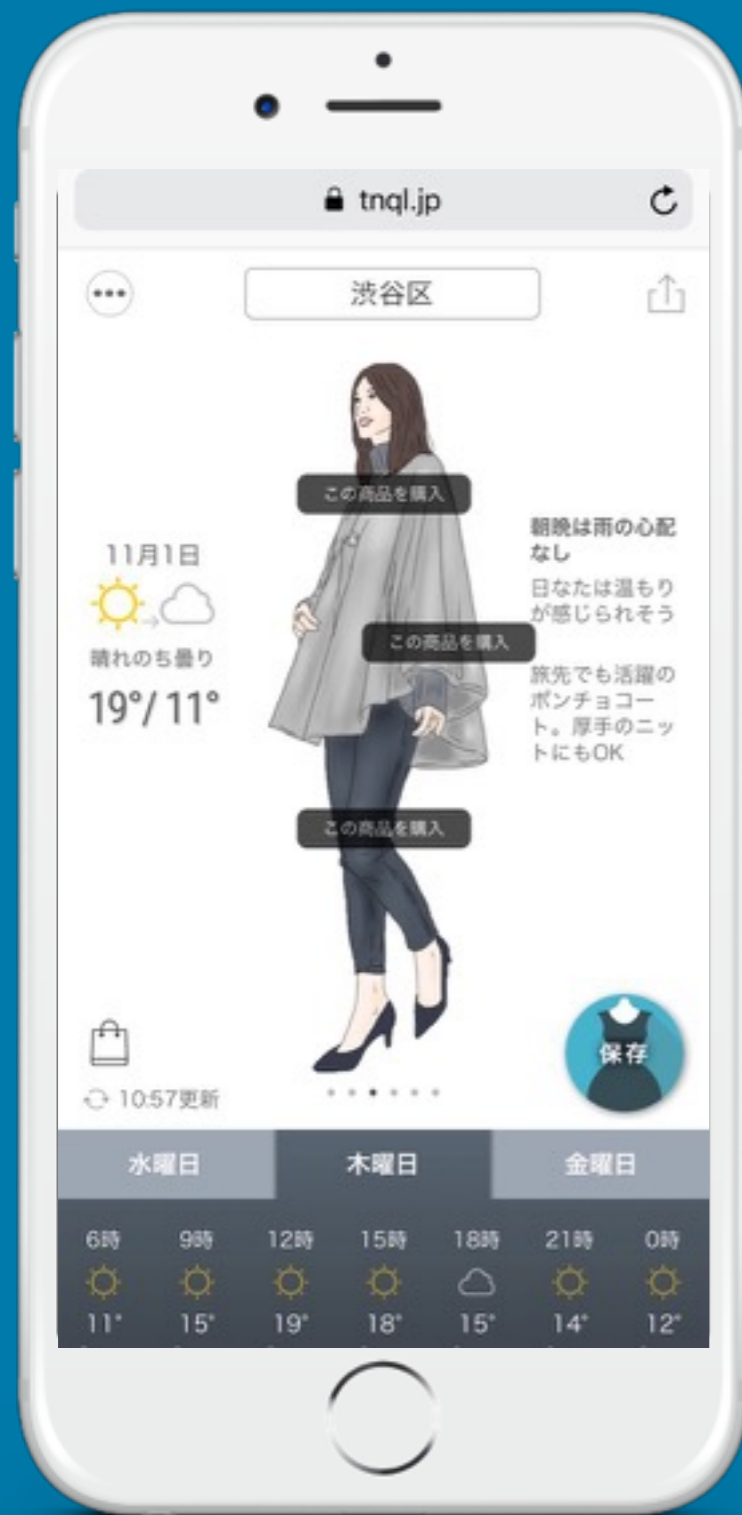 tnql.jp
渋谷区
この商品を購入
11月1日
晴れのち曇り
19°/11°
朝晩は雨の心配
なし
日なたは温もり
が感じられそう
この商品を購入
旅先でも活躍の
ポンチョコー
ト。厚手のニッ
トにもOK
この商品を購入
保存
10:57更新
水曜日 木曜日 金曜日
6時 9時 12時 15時 18時 21時 0時
11° 15° 19° 18° 15° 14° 12°